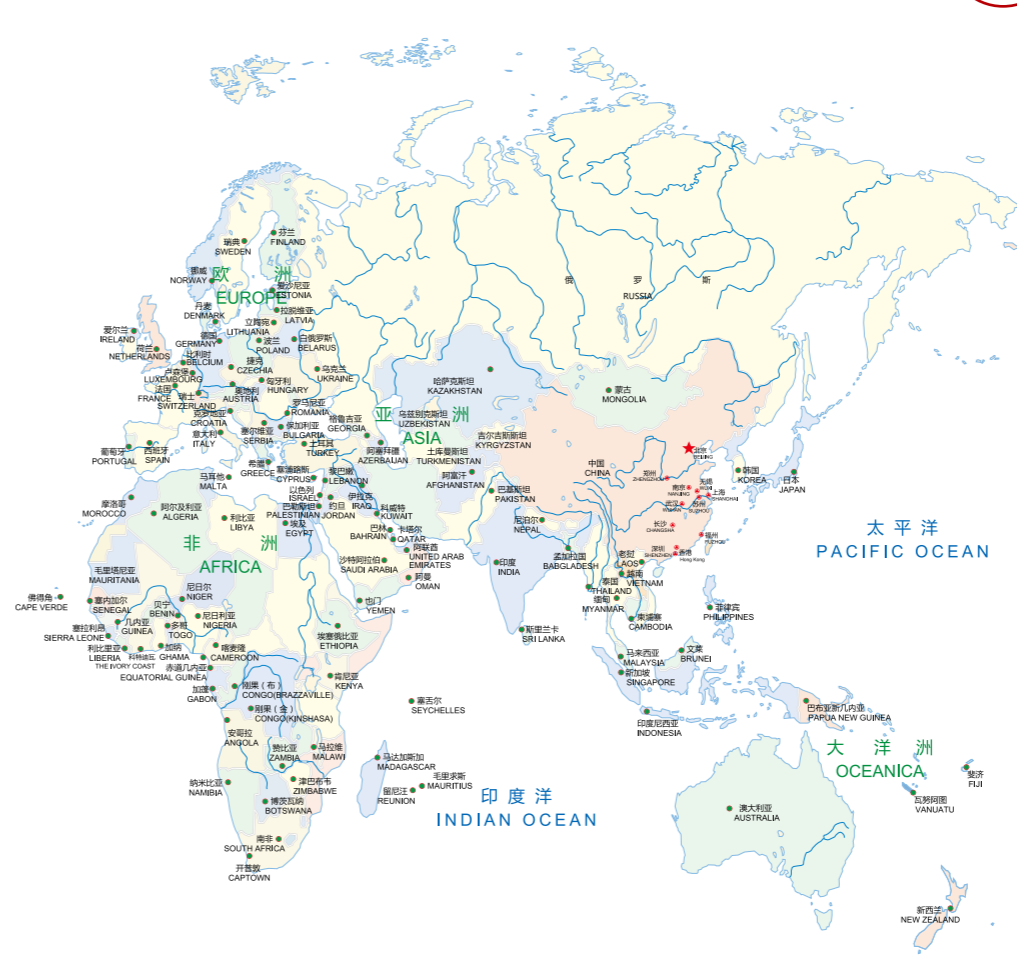 芬兰
FINLAND
瑞典
SWEDEN
挪威
NORWAY
欧 洲
EUROPE
爱沙尼亚
ESTONIA
丹麦
DENMARK
拉脱维亚
LATVIA
立陶宛
LITHUANIA
爱尔兰
IRELAND
荷兰
NETHERLANDS
德国
GERMANY
波兰
POLAND
白俄罗斯
BELARUS
比利时
BELCIUM
捷克
CZECHIA
卢森堡
LUXEMBOURG
乌克兰
UKRAINE
法国
FRANCE
瑞士
SWITZERLAND
奥地利
AUSTRIA
匈牙利
HUNGARY
克罗地亚
CROATIA
罗马尼亚
ROMANIA
意大利
ITALY
塞尔维亚
SERBIA
保加利亚
BULGARIA
葡萄牙
PORTUGAL
西班牙
SPAIN
希腊
GREECE
土耳其
TURKEY
格鲁吉亚
GEORGIA
阿塞拜疆
AZERBAIJAN
马耳他
MALTA
塞浦路斯
CYPRUS
黎巴嫩
LEBANON
俄 罗 斯
RUSSIA
哈萨克斯坦
KAZAKHSTAN
蒙古
MONGOLIA
亚 洲
ASIA
乌兹别克斯坦
UZBEKISTAN
吉尔吉斯斯坦
KYRGYZSTAN
土库曼斯坦
TURKMENISTAN
阿富汗
AFGHANISTAN
巴基斯坦
PAKISTAN
中国
CHINA
北京
BEIJING
郑州
ZHENGZHOU
南京
NANJING
无锡
WUXI
上海
SHANGHAI
武汉
WUHAN
苏州
SUZHOU
长沙
CHANGSHA
福州
FUZHOU
深圳
SHENZHEN
香港
Hong Kong
韩国
KOREA
日本
JAPAN
以色列
ISRAEL
巴勒斯坦
PALESTINIAN
约旦
JORDAN
伊拉克
IRAQ
科威特
KUWAIT
巴林
BAHRAIN
卡塔尔
QATAR
阿联酋
UNITED ARAB
EMIRATES
沙特阿拉伯
SAUDI ARABIA
阿曼
OMAN
也门
YEMEN
尼泊尔
NEPAL
印度
INDIA
孟加拉国
BABGLADESH
老挝
LAOS
越南
VIETNAM
泰国
THAILAND
缅甸
MYANMAR
柬埔寨
CAMBODIA
菲律宾
PHILIPPINES
斯里兰卡
SRI LANKA
马来西亚
MALAYSIA
文莱
BRUNEI
新加坡
SINGAPORE
印度尼西亚
INDONESIA
摩洛哥
MOROCCO
阿尔及利亚
ALGERIA
利比亚
LIBYA
埃及
EGYPT
非 洲
AFRICA
毛里塔尼亚
MAURITANIA
佛得角
CAPE VERDE
塞内加尔
SENEGAL
尼日尔
NIGER
几内亚
GUINEA
贝宁
BENIN
尼日利亚
NIGERIA
多哥
TOGO
塞拉利昂
SIERRA LEONE
利比里亚
LIBERIA
科特迪瓦
THE IVORY COAST
加纳
GHAMA
喀麦隆
CAMEROON
赤道几内亚
EQUATORIAL GUINEA
埃塞俄比亚
ETHIOPIA
加蓬
GABON
刚果（布）
CONGO(BRAZZAVILLE)
肯尼亚
KENYA
刚果（金）
CONGO(KINSHASA)
塞舌尔
SEYCHELLES
安哥拉
ANGOLA
赞比亚
ZAMBIA
马拉维
MALAWI
马达加斯加
MADAGASCAR
纳米比亚
NAMIBIA
津巴布韦
ZIMBABWE
博茨瓦纳
BOTSWANA
留尼汪
REUNION
毛里求斯
MAURITIUS
南非
SOUTH AFRICA
开普敦
CAPTOWN
印度洋
INDIAN OCEAN
太平洋
PACIFIC OCEAN
巴布亚新几内亚
PAPUA NEW GUINEA
大 洋 洲
OCEANICA
斐济
FIJI
瓦努阿图
VANUATU
澳大利亚
AUSTRALIA
新西兰
NEW ZEALAND